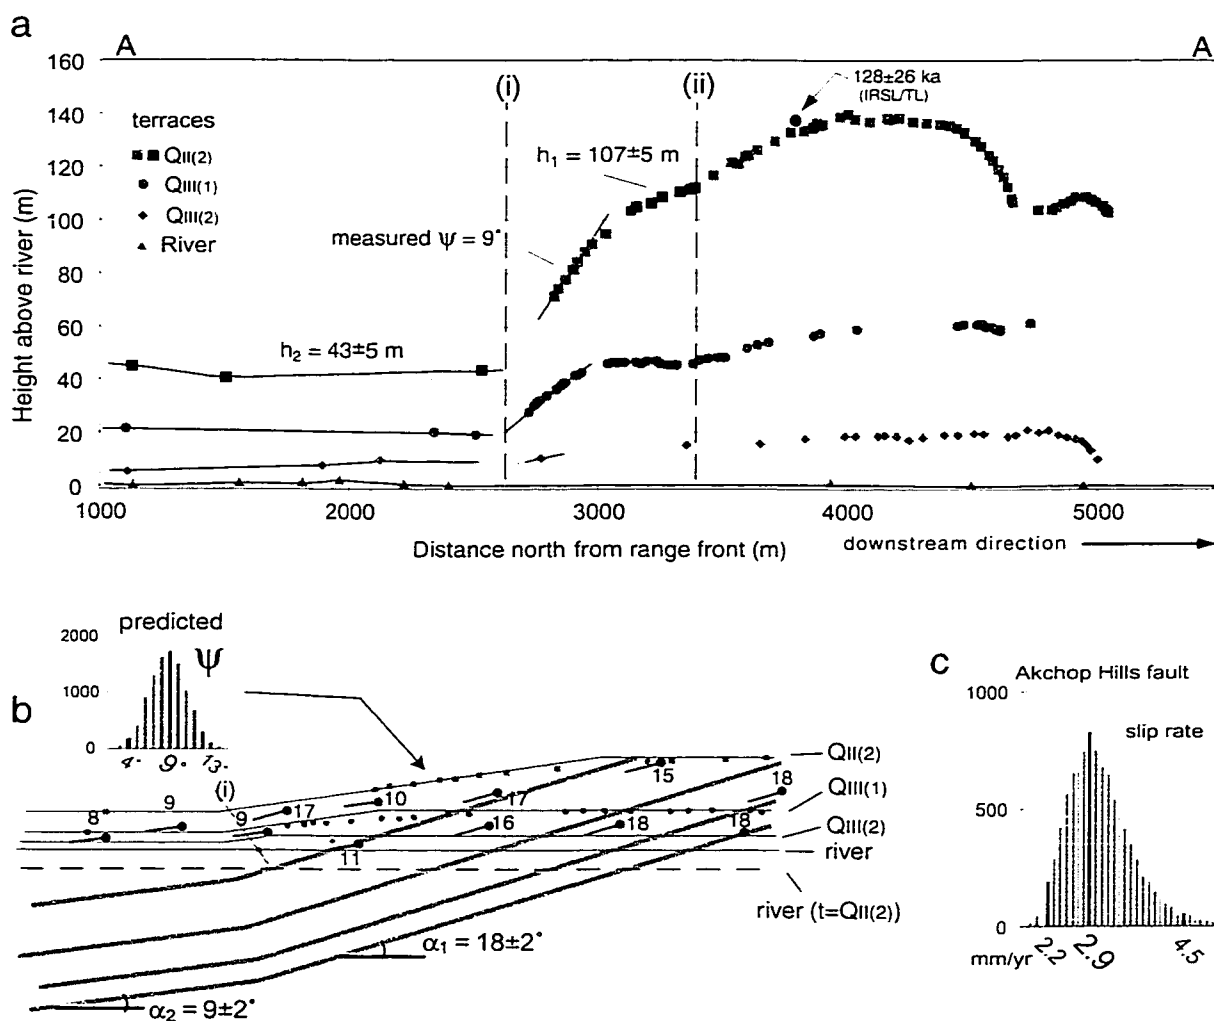 a
A
A
160
140
120
100
80
60
40
20
0
Height above river (m)
terraces
QII(2)
QIII(1)
QIII(2)
River
(i)
(ii)
128±26 ka
(IRSL/TL)
h1 = 107±5 m
measured ψ = 9°
h2 = 43±5 m
1000
2000
3000
4000
5000
Distance north from range front (m)
downstream direction
b
predicted
ψ
2000
1000
0
4°
9°
13°
(i)
8
9
9
17
10
17
11
16
15
18
18
18
QII(2)
QIII(1)
QIII(2)
river
river (t=QII(2))
α1 = 18±2°
α2 = 9±2°
c
Akchop Hills fault
slip rate
1000
500
0
mm/yr
2.2
2.9
4.5